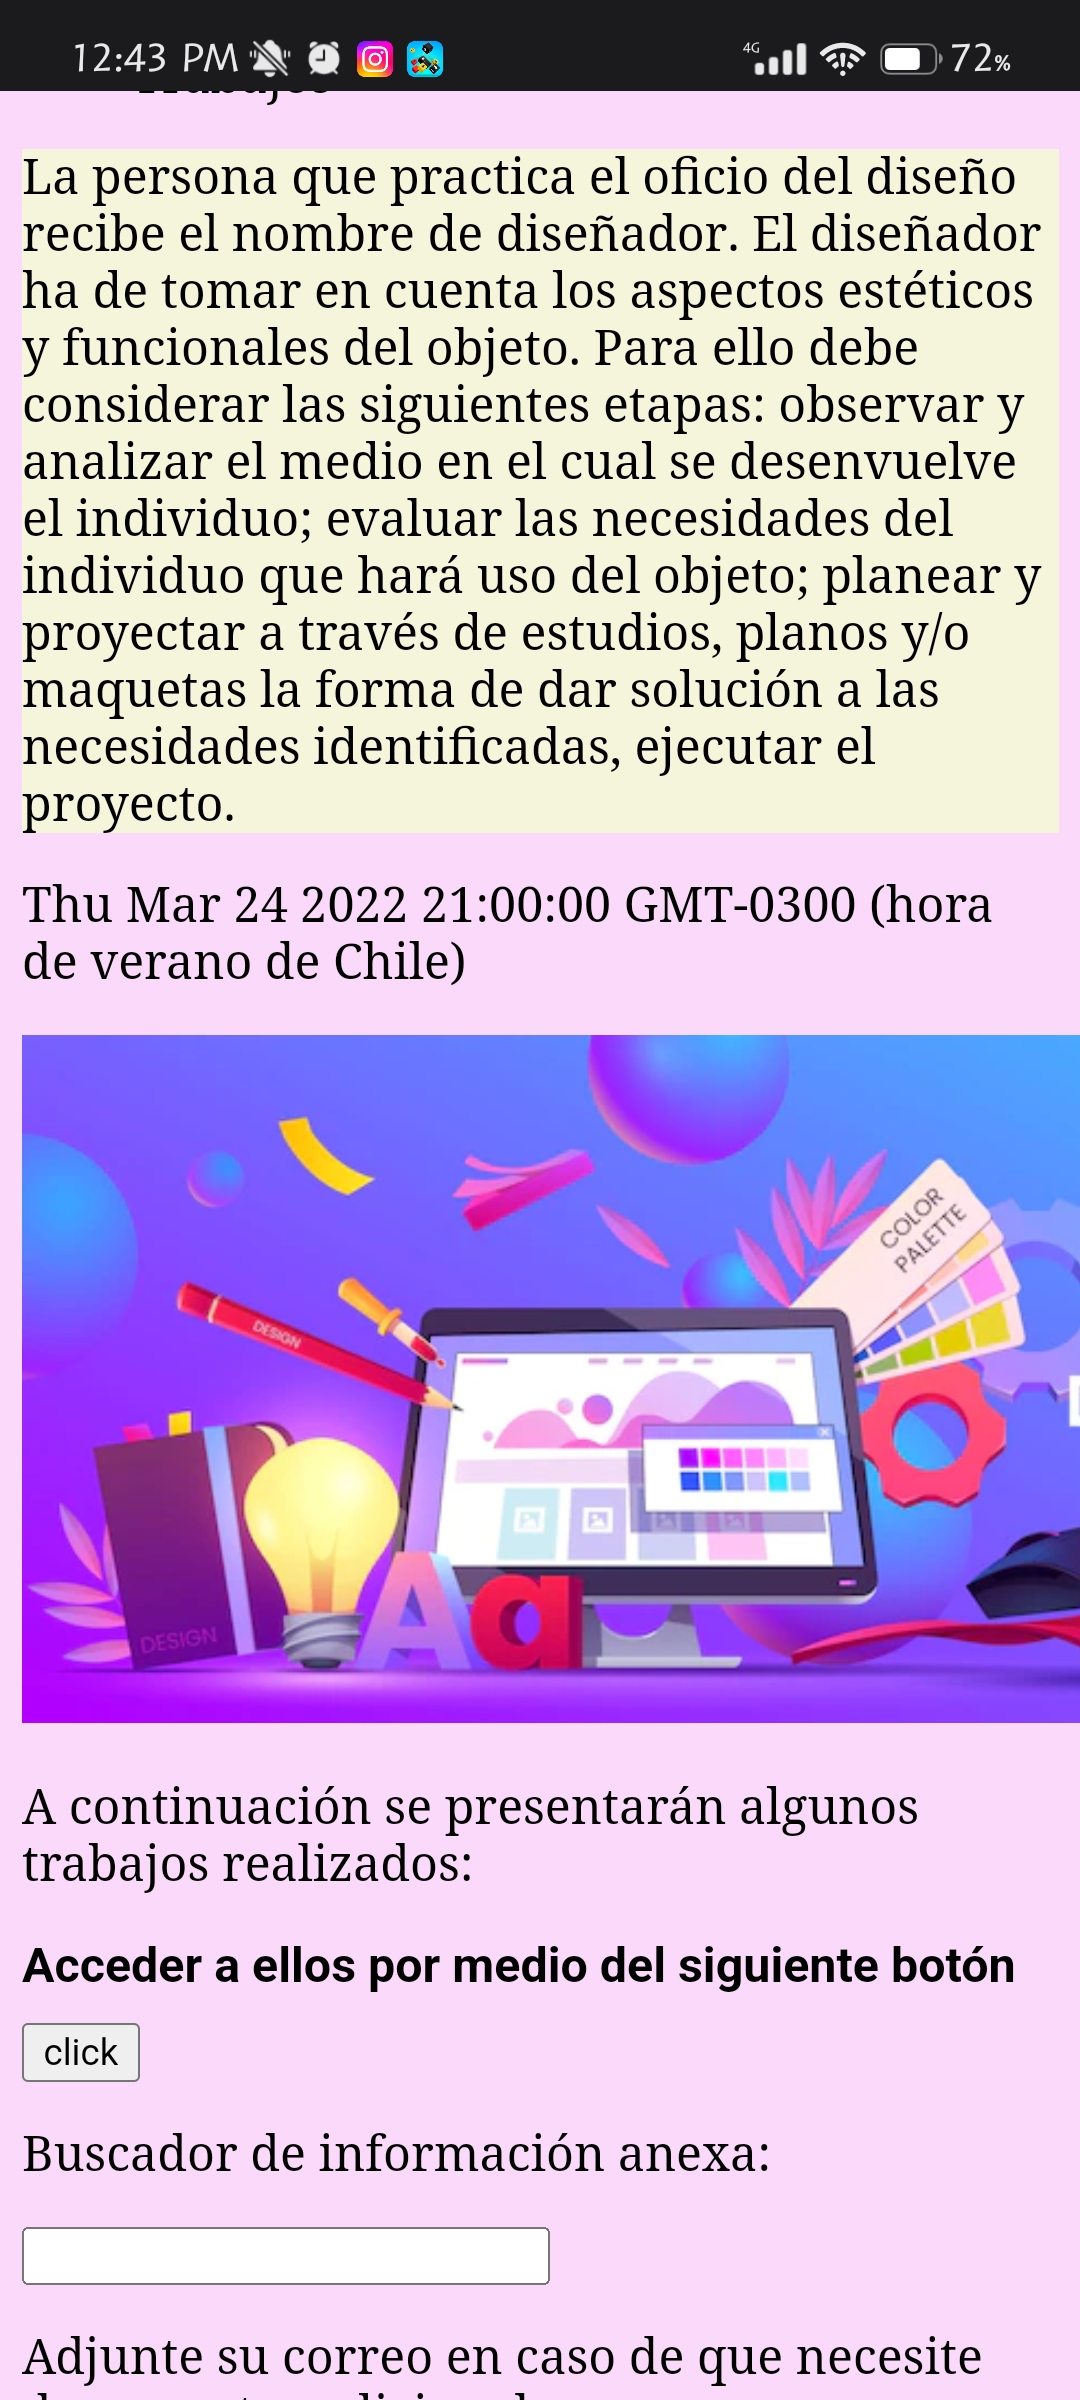 12:43 PM
4G
72%
La persona que practica el oficio del diseño
recibe el nombre de diseñador. El diseñador
ha de tomar en cuenta los aspectos estéticos
y funcionales del objeto. Para ello debe
considerar las siguientes etapas: observar y
analizar el medio en el cual se desenvuelve
el individuo; evaluar las necesidades del
individuo que hará uso del objeto; planear y
proyectar a través de estudios, planos y/o
maquetas la forma de dar solución a las
necesidades identificadas, ejecutar el
proyecto.
Thu Mar 24 2022 21:00:00 GMT-0300 (hora
de verano de Chile)
COLOR
PALETTE
DESIGN
DESIGN
Aa
A continuación se presentarán algunos
trabajos realizados:
Acceder a ellos por medio del siguiente botón
click
Buscador de información anexa:
Adjunte su correo en caso de que necesite